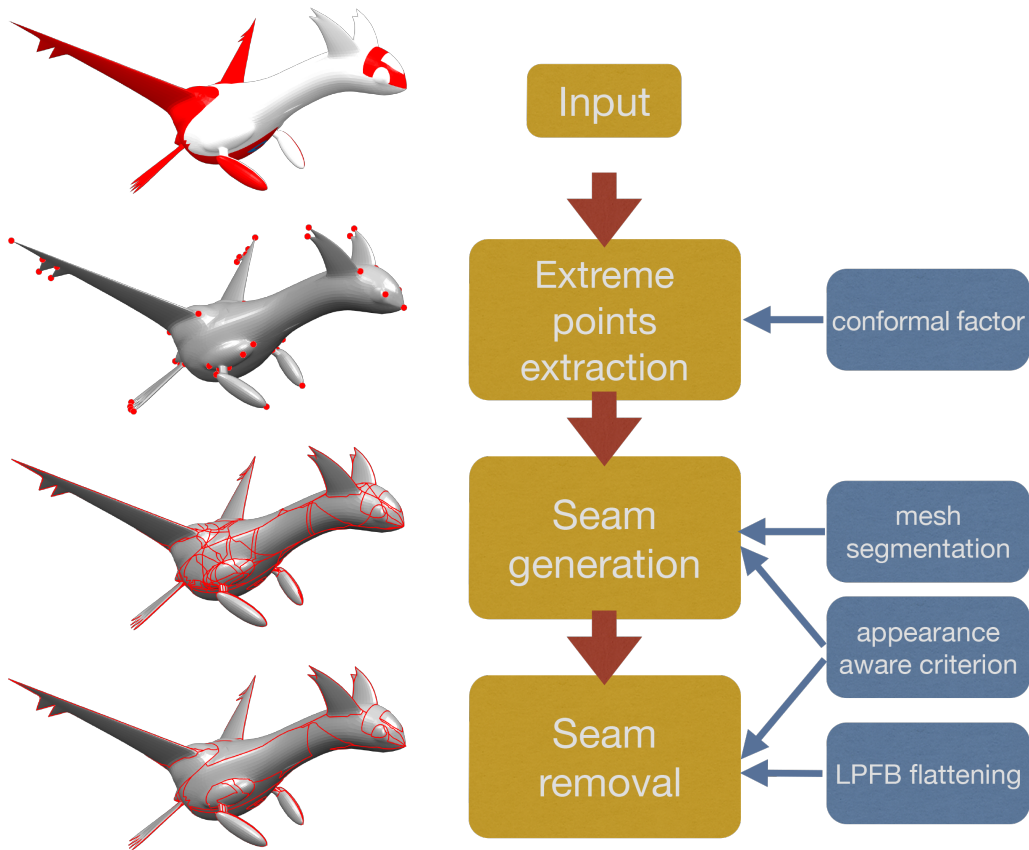 Input
Extreme
points
extraction
conformal factor
Seam
generation
mesh
segmentation
appearance
aware criterion
Seam
removal
LPFB flattening